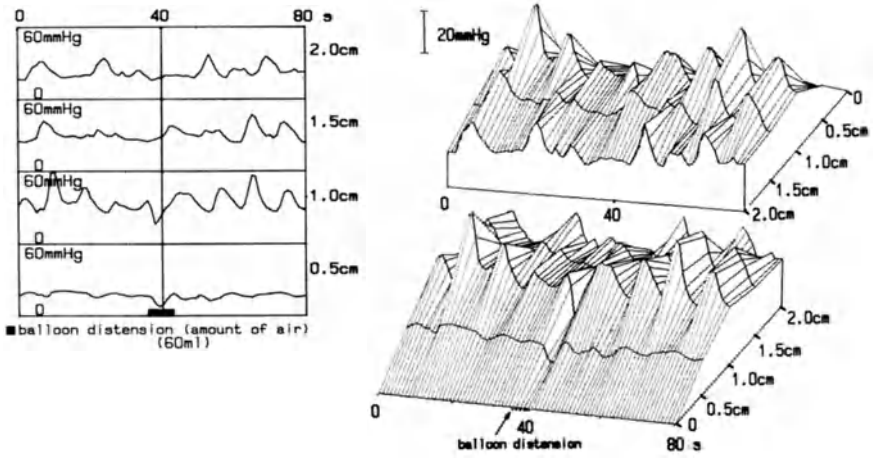 0 40 80 s
60mmHg
2.0cm
0
60mmHg
1.5cm
0
60mmHg
1.0cm
0
60mmHg
0.5cm
0
■balloon distension (amount of air)
(60ml)
20mmHg
0
0.5cm
1.0cm
1.5cm
2.0cm
0 40
2.0cm
1.5cm
1.0cm
0.5cm
0
0 40 80 s
balloon distension